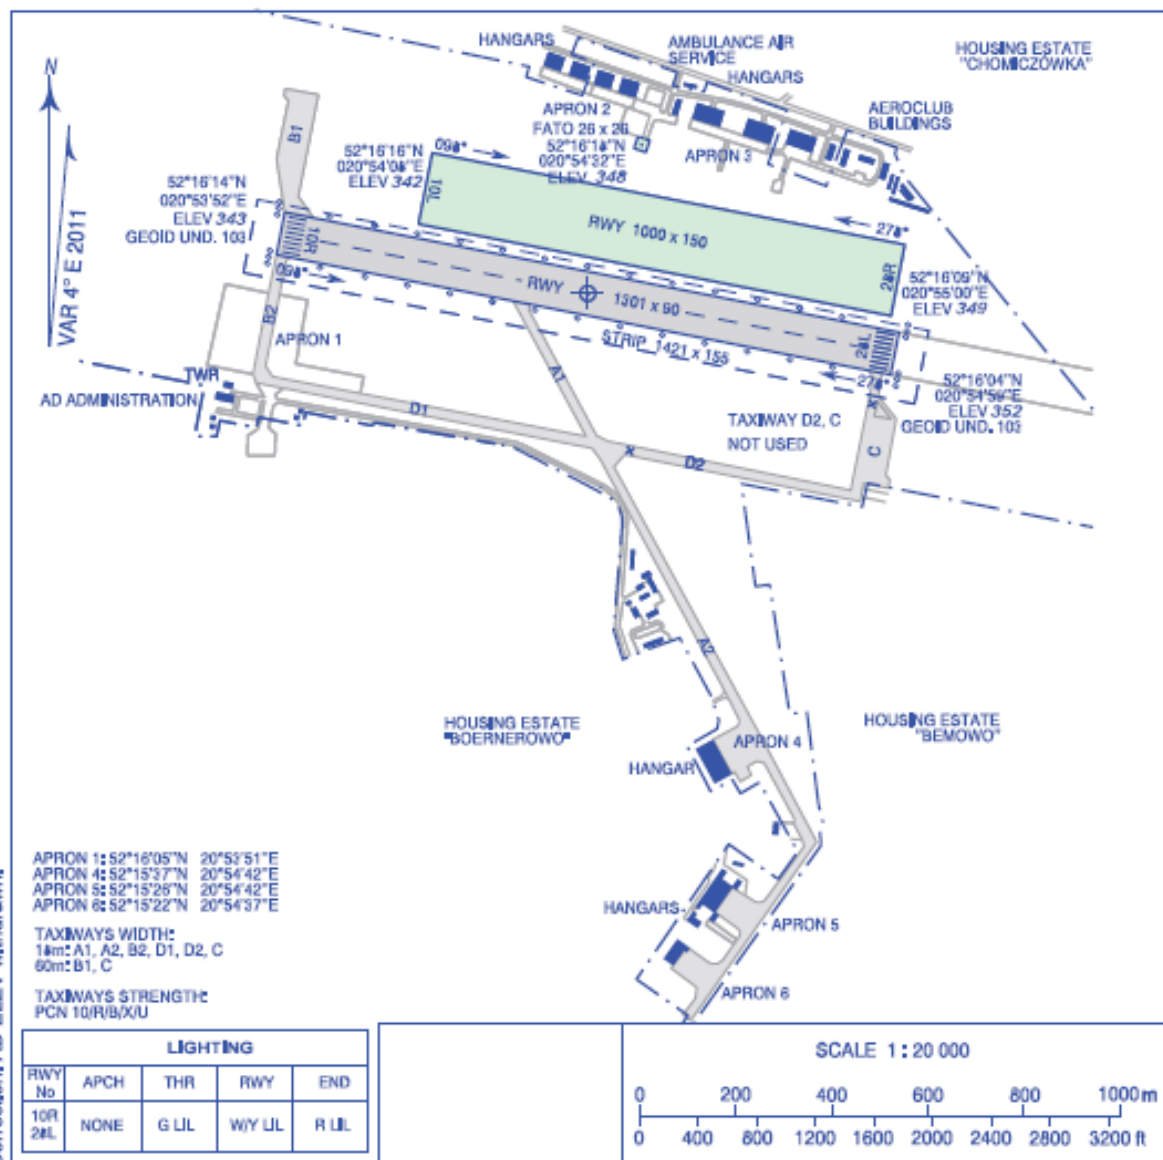 HANGARS
AMBULANCE AIR
SERVICE
HANGARS
HOUSING ESTATE
"CHOMICZÓWKA"
N
APRON 2
FATO 26 x 26
52°16'18"N
020°54'32"E
ELEV 348
AEROCLUB
BUILDINGS
APRON 3
B1
52°16'16"N
020°54'08"E
ELEV 342
098°
10L
52°16'14"N
020°53'52"E
ELEV 343
GEOID UND. 103
VAR 4° E 2011
RWY 1000 x 150
278°
28R
52°16'09"N
020°55'00"E
ELEV 349
10R
098°
RWY 1301 x 90
STRIP 1421 x 155
28L
278°
B2
APRON 1
TWR
AD ADMINISTRATION
A1
D1
X
52°16'04"N
020°54'59"E
ELEV 352
GEOID UND. 103
TAXIWAY D2, C
NOT USED
C
X
D2
A2
HOUSING ESTATE
"BOERNEROWO"
HOUSING ESTATE
"BEMOWO"
APRON 4
HANGAR
APRON 1: 52°16'05"N 20°53'51"E
APRON 4: 52°15'37"N 20°54'42"E
APRON 5: 52°15'26"N 20°54'42"E
APRON 6: 52°15'22"N 20°54'37"E
HANGARS
APRON 5
TAXIWAYS WIDTH:
18m: A1, A2, B2, D1, D2, C
60m: B1, C
APRON 6
TAXIWAYS STRENGTH:
PCN 10/R/B/X/U
LIGHTING
RWY No APCH THR RWY END
10R 28L NONE G LIL W/Y LIL R LIL
SCALE 1 : 20 000
0 200 400 600 800 1000 m
0 400 800 1200 1600 2000 2400 2800 3200 ft